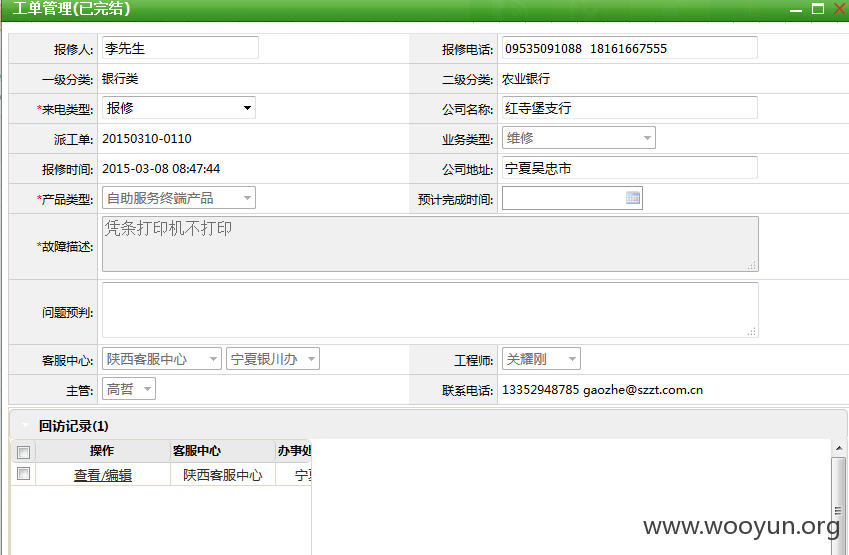 工单管理(已完结)
报修人: 李先生 报修电话: 09535091088 18161667555
一级分类: 银行类 二级分类: 农业银行
*来电类型: 报修 公司名称: 红寺堡支行
派工单: 20150310-0110 业务类型: 维修
报修时间: 2015-03-08 08:47:44 公司地址: 宁夏吴忠市
*产品类型: 自助服务终端产品 预计完成时间:
*故障描述: 凭条打印机不打印
问题预判:
客服中心: 陕西客服中心 宁夏银川办 工程师: 关耀刚
主管: 高哲 联系电话: 13352948785 gaozhe@szzt.com.cn
回访记录(1)
操作 客服中心 办事处
查看/编辑 陕西客服中心 宁
www.wooyun.org